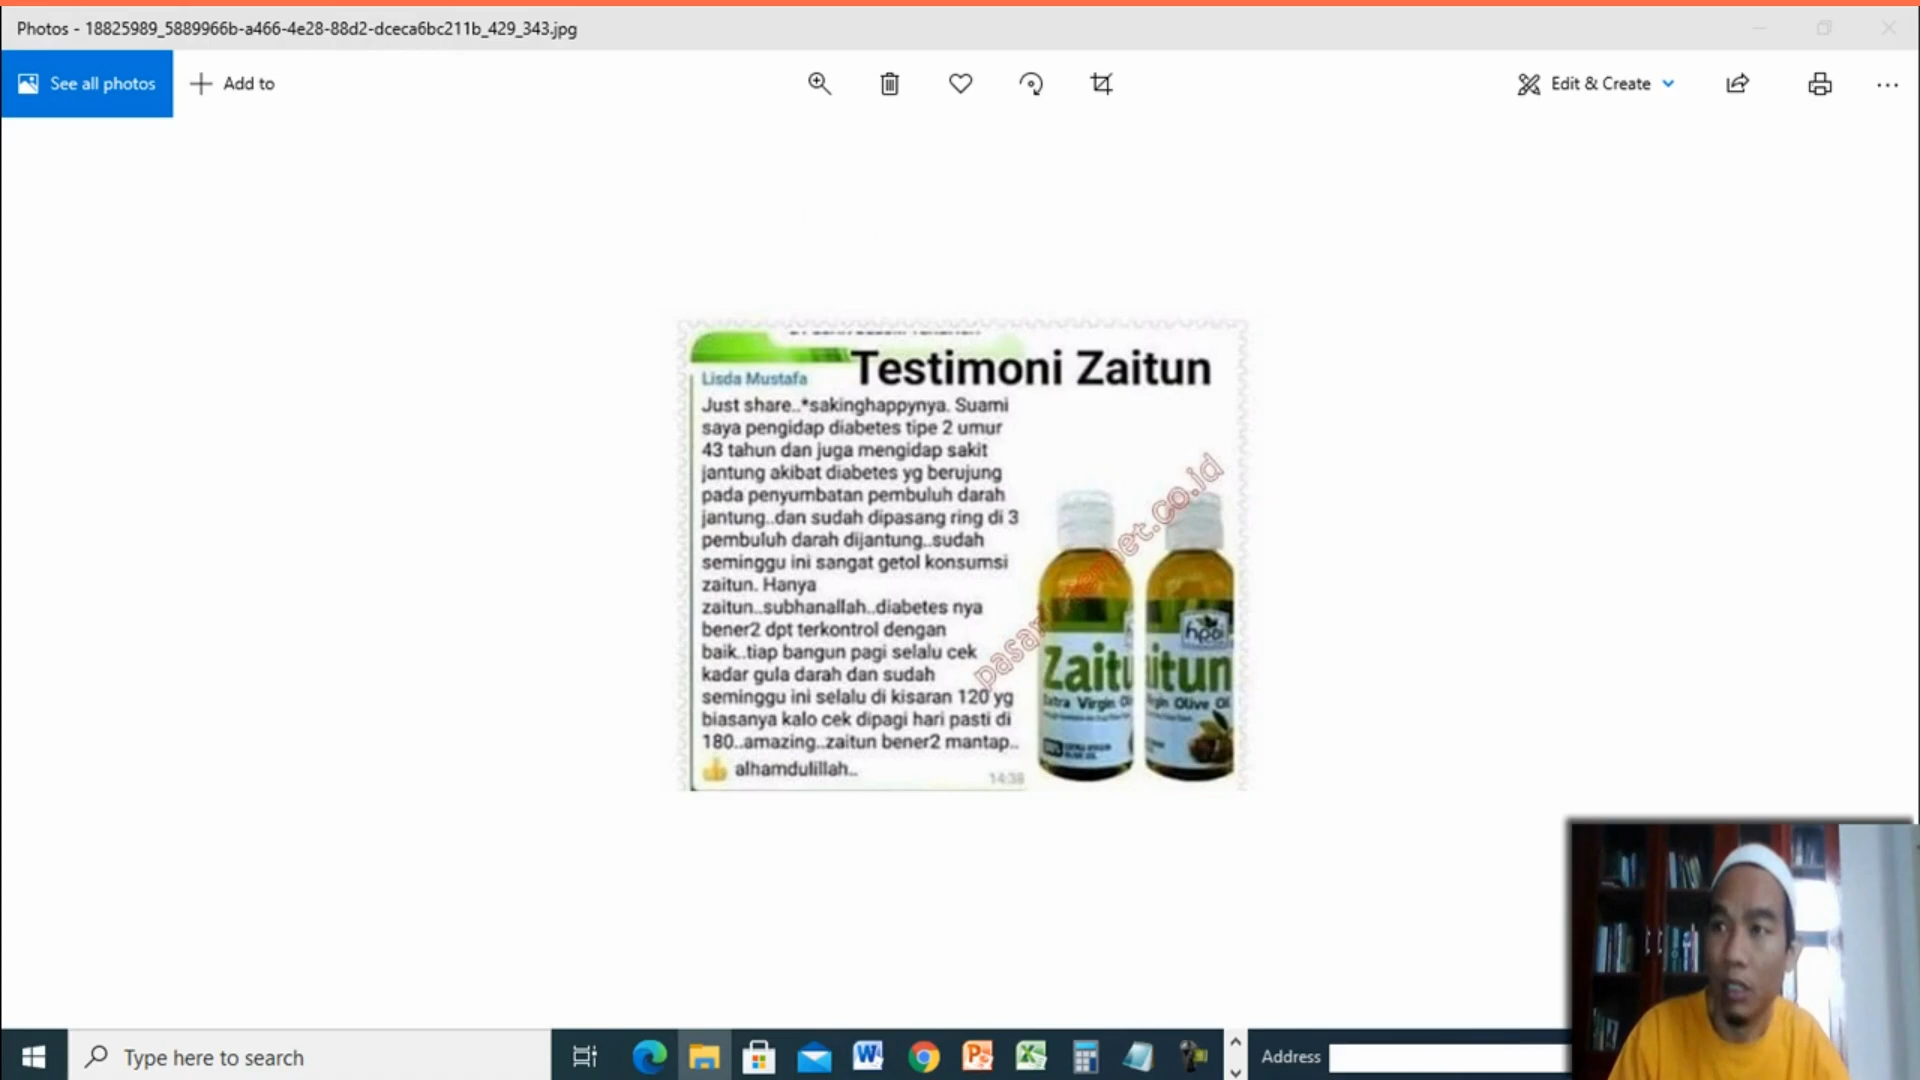 Photos - 18825989_5889966b-a466-4e28-88d2-dceca6bc211b_429_343.jpg
See all photos
Add to
Edit & Create
Testimoni Zaitun
Lisda Mustafa
Just share..*sakinghappynya. Suami
saya pengidap diabetes tipe 2 umur
43 tahun dan juga mengidap sakit
jantung akibat diabetes yg berujung
pada penyumbatan pembuluh darah
jantung..dan sudah dipasang ring di 3
pembuluh darah dijantung..sudah
seminggu ini sangat getol konsumsi
zaitun. Hanya
zaitun..subhanallah..diabetes nya
bener2 dpt terkontrol dengan
baik..tiap bangun pagi selalu cek
kadar gula darah dan sudah
seminggu ini selalu di kisaran 120 yg
biasanya kalo cek dipagi hari pasti di
180..amazing..zaitun bener2 mantap..
alhamdulillah..
14:38
hpai
Zaitu
itun
Extra Virgin
Virgin Olive Oil
Type here to search
Address